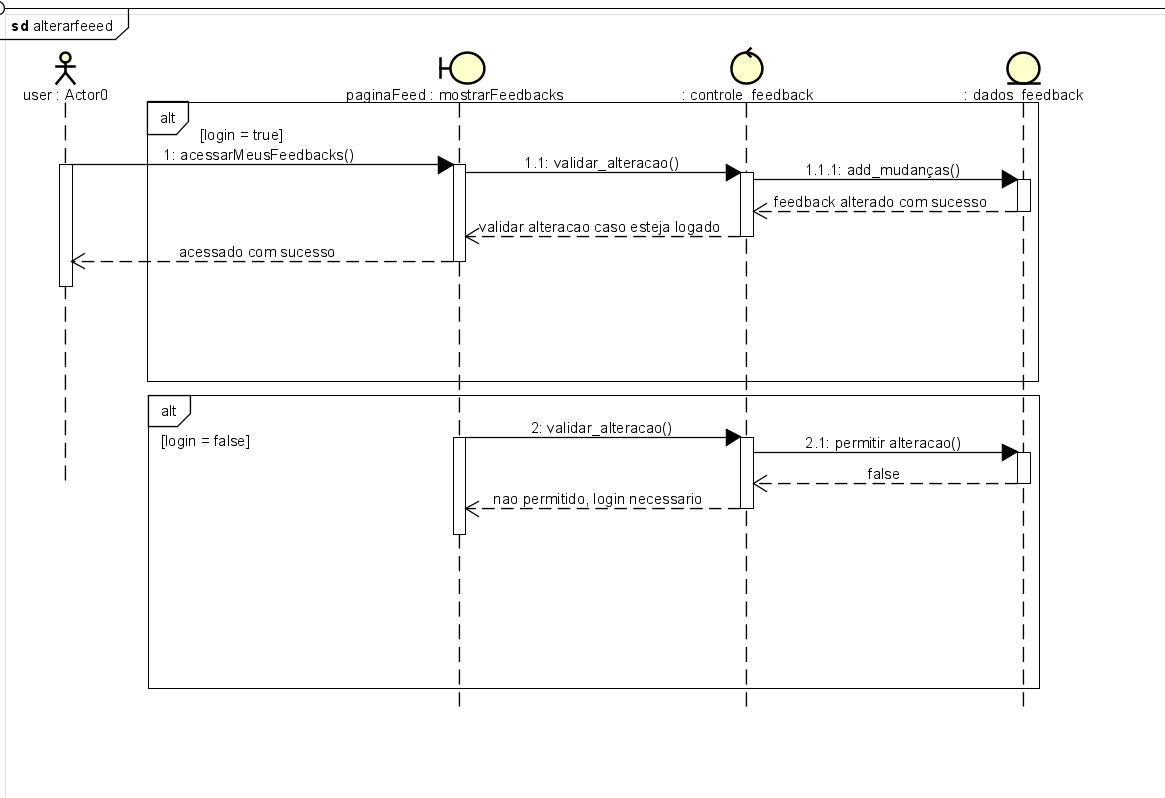 sd alterarfeeed
user : Actor0
paginaFeed : mostrarFeedbacks
: controle_feedback
: dados_feedback
alt
[login = true]
1: acessarMeusFeedbacks()
1.1: validar_alteracao()
1.1.1: add_mudanças()
feedback alterado com sucesso
validar alteracao caso esteja logado
acessado com sucesso
alt
[login = false]
2: validar_alteracao()
2.1: permitir alteracao()
false
nao permitido, login necessario